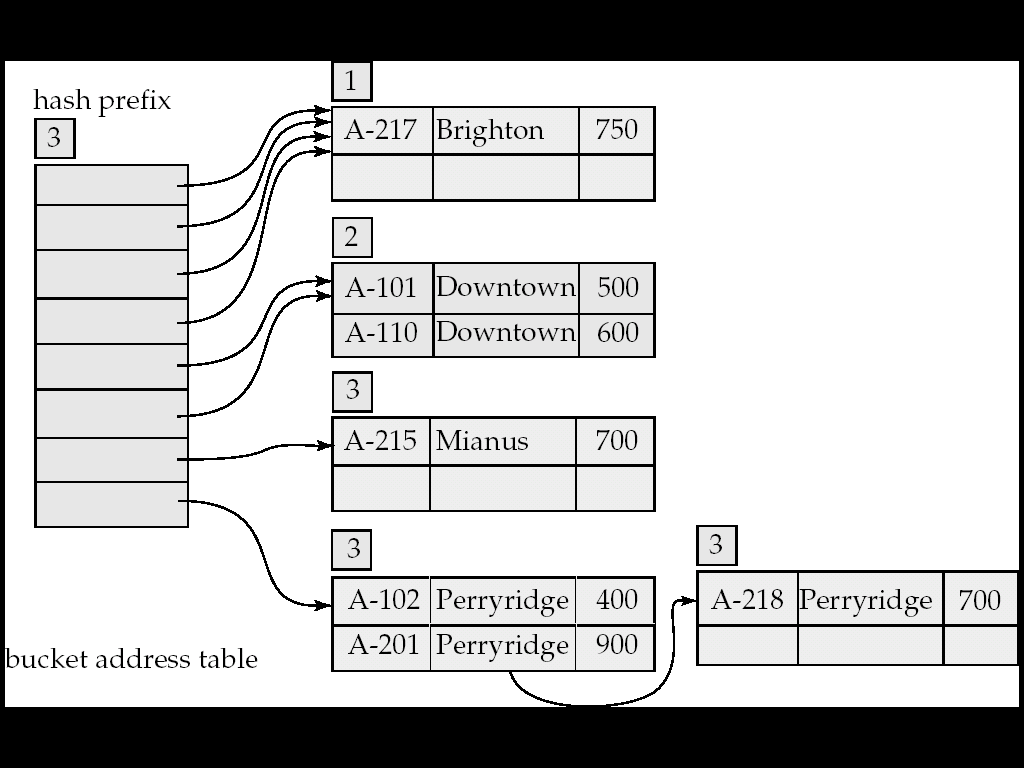 hash prefix
3
1
A-217 Brighton 750
2
A-101 Downtown 500
A-110 Downtown 600
3
A-215 Mianus 700
3
A-102 Perryridge 400
A-201 Perryridge 900
3
A-218 Perryridge 700
bucket address table